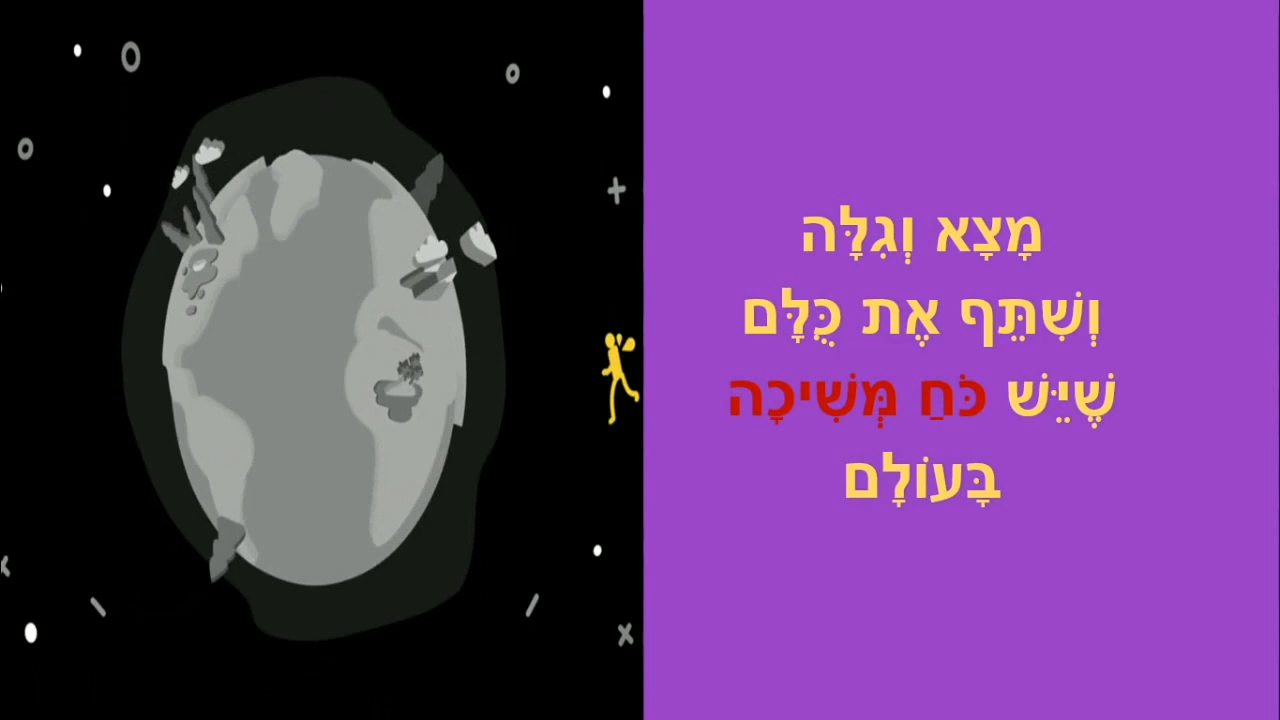 מָצָא וְגִלָּה
וְשִׁתֵּף אֶת כֻּלָּם
שֶׁיֵּשׁ כֹּחַ מְּשִׁיכָה
בָּעוֹלָם